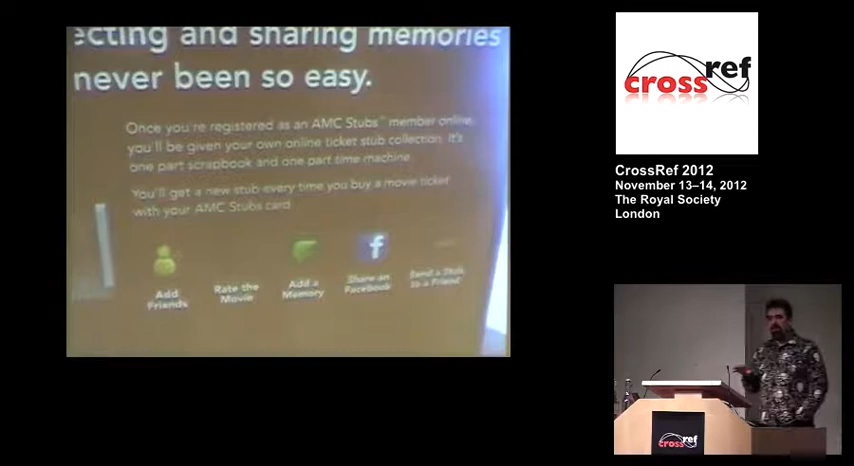 ecting and sharing memories
never been so easy.
Once you're registered as an AMC Stubs™ member online,
you'll be given your own online ticket stub collection. It's
one part scrapbook and one part time machine.
You'll get a new stub every time you buy a movie ticket
with your AMC Stubs card
Add
Friends
Rate the
Movie
Add a
Memory
f
Share on
Facebook
Send a Stub
to a Friend
crossref
CrossRef 2012
November 13–14, 2012
The Royal Society
London
crossref